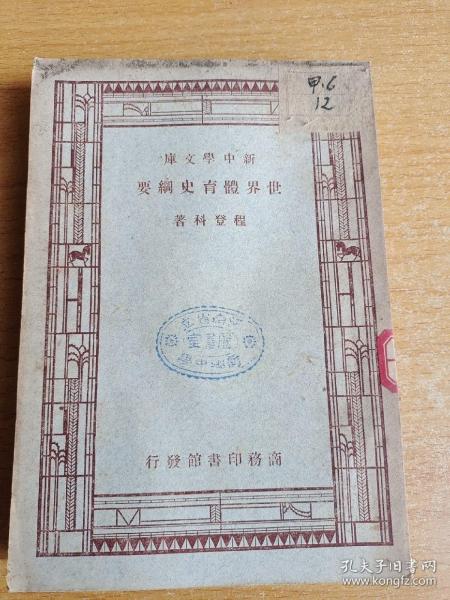 甲.6
12
庫文學中新
要綱史育體界世
著科登程
行發館書印務商
孔夫子旧书网
www.kongfz.com